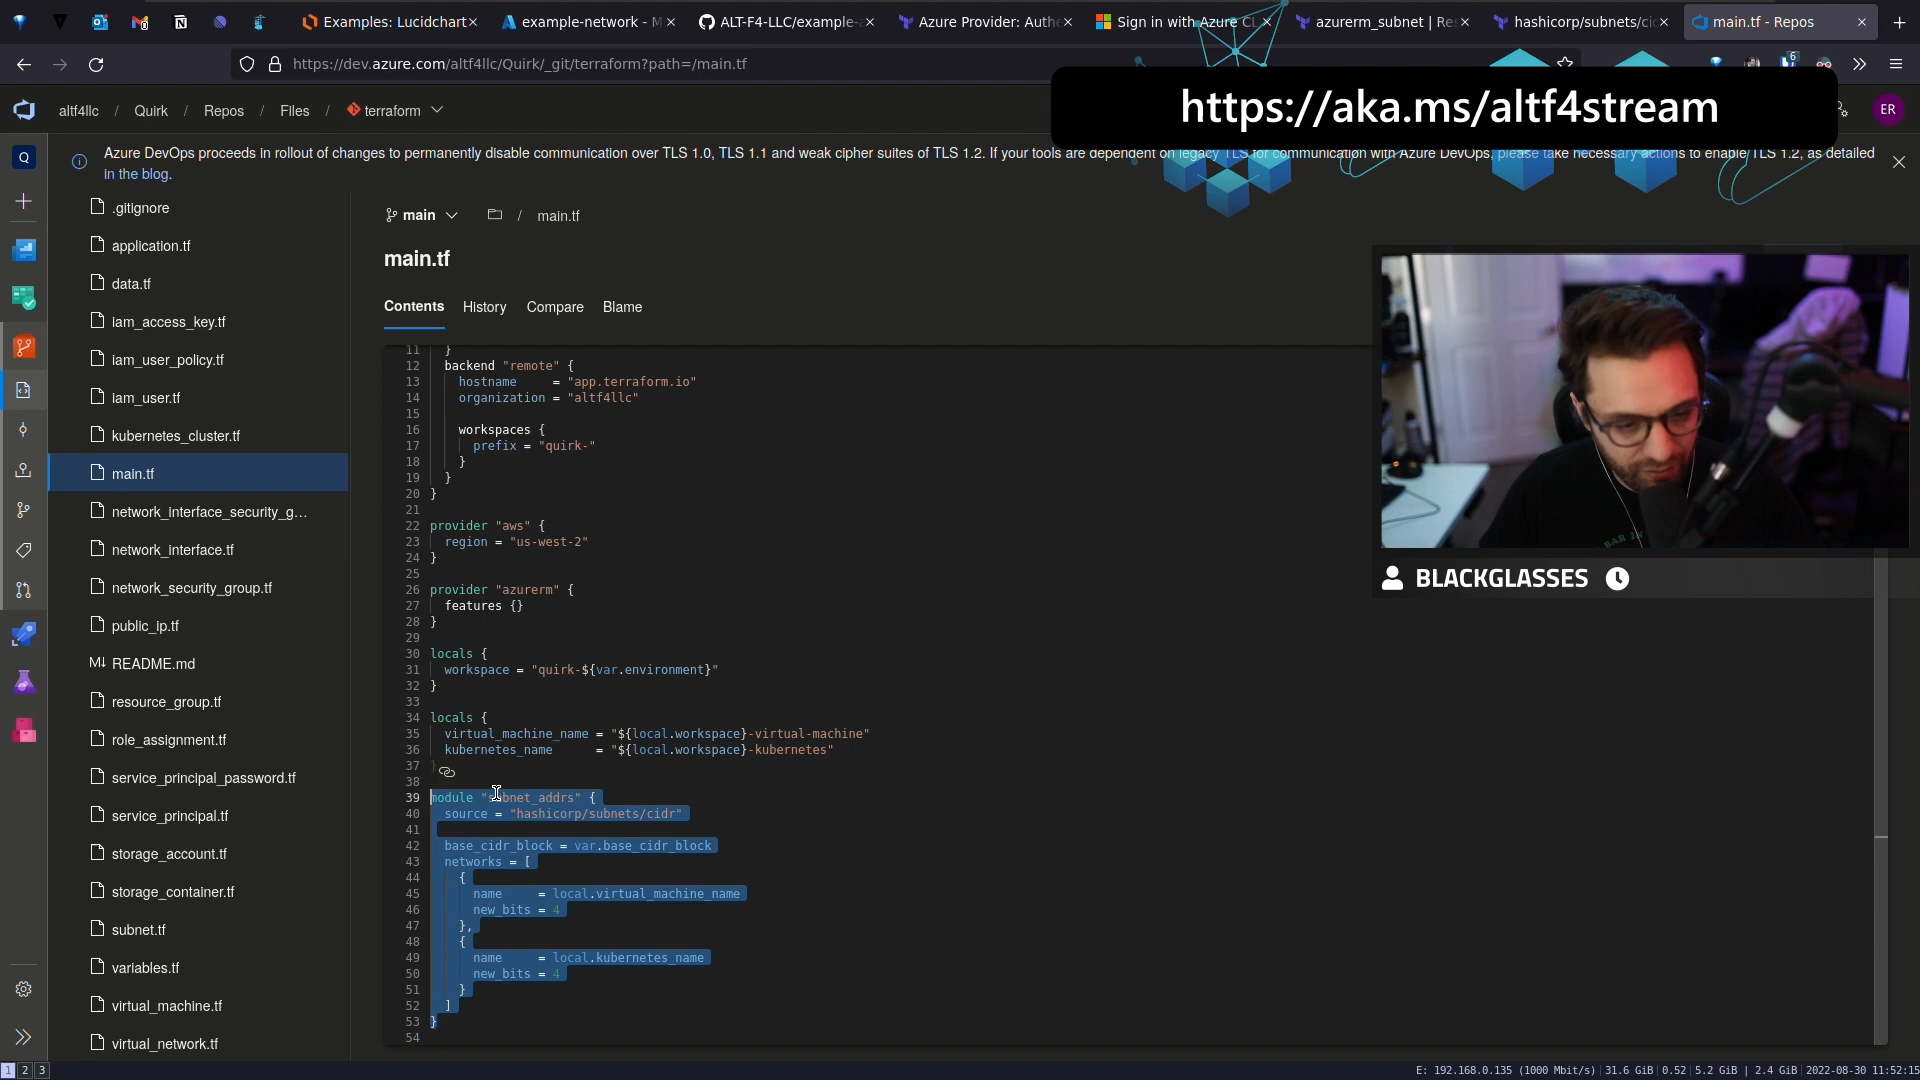 Examples: Lucidchart
example-network - M
ALT-F4-LLC/example-
Azure Provider: Authe
Sign in with Azure CL
azurerm_subnet | Res
hashicorp/subnets/ci
main.tf - Repos
https://dev.azure.com/altf4llc/Quirk/_git/terraform?path=/main.tf
6
https://aka.ms/altf4stream
altf4llc / Quirk / Repos / Files / terraform
ER
Q
Azure DevOps proceeds in rollout of changes to permanently disable communication over TLS 1.0, TLS 1.1 and weak cipher suites of TLS 1.2. If your tools are dependent on legacy TLS for communication with Azure DevOps, please take necessary actions to enable TLS 1.2, as detailed
in the blog.
.gitignore
application.tf
data.tf
iam_access_key.tf
iam_user_policy.tf
iam_user.tf
kubernetes_cluster.tf
main.tf
network_interface_security_g...
network_interface.tf
network_security_group.tf
public_ip.tf
README.md
resource_group.tf
role_assignment.tf
service_principal_password.tf
service_principal.tf
storage_account.tf
storage_container.tf
subnet.tf
variables.tf
virtual_machine.tf
virtual_network.tf
main / main.tf
main.tf
Contents History Compare Blame
11 }
12 backend "remote" {
13 hostname = "app.terraform.io"
14 organization = "altf4llc"
15
16 workspaces {
17 prefix = "quirk-"
18 }
19 }
20 }
21
22 provider "aws" {
23 region = "us-west-2"
24 }
25
26 provider "azurerm" {
27 features {}
28 }
29
30 locals {
31 workspace = "quirk-${var.environment}"
32 }
33
34 locals {
35 virtual_machine_name = "${local.workspace}-virtual-machine"
36 kubernetes_name = "${local.workspace}-kubernetes"
37 }
38
39 module "subnet_addrs" {
40 source = "hashicorp/subnets/cidr"
41
42 base_cidr_block = var.base_cidr_block
43 networks = [
44 {
45 name = local.virtual_machine_name
46 new_bits = 4
47 },
48 {
49 name = local.kubernetes_name
50 new_bits = 4
51 }
52 ]
53 }
54
BAR IN
BLACKGLASSES
1 2 3
E: 192.168.0.135 (1000 Mbit/s) | 31.6 GiB | 0.52 | 5.2 GiB | 2.4 GiB | 2022-08-30 11:52:15